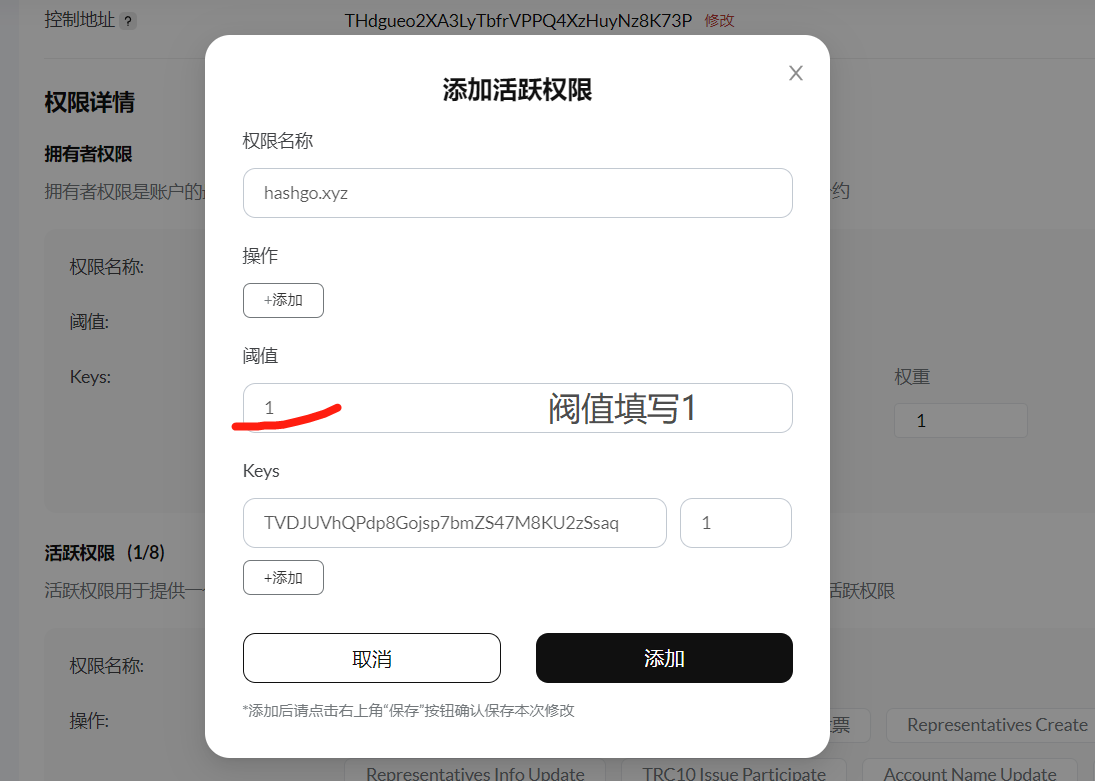 控制地址 ?
THdgueo2XA3LyTbfrVPPQ4XzHuyNz8K73P 修改
权限详情
拥有者权限
拥有者权限是账户的
约
权限名称:
阈值:
Keys:
权重
1
活跃权限 (1/8)
活跃权限用于提供一
活跃权限
权限名称:
操作:
票
Representatives Create
Representatives Info Update
TRC10 Issue Participate
Account Name Update
添加活跃权限
权限名称
hashgo.xyz
操作
+添加
阈值
1
阀值填写1
Keys
TVDJUVhQPdp8Gojsp7bmZS47M8KU2zSsaq
1
+添加
取消
添加
*添加后请点击右上角“保存”按钮确认保存本次修改